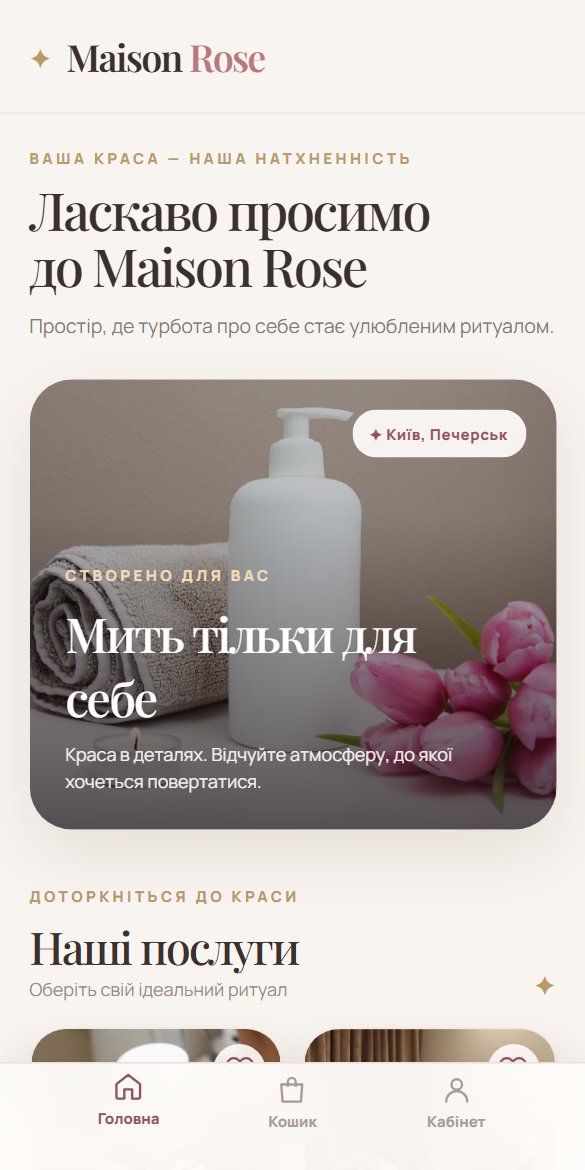 Maison Rose
ВАША КРАСА — НАША НАТХНЕННІСТЬ
Ласкаво просимо
до Maison Rose
Простір, де турбота про себе стає улюбленим ритуалом.
Київ, Печерськ
СТВОРЕНО ДЛЯ ВАС
Мить тільки для
себе
Краса в деталях. Відчуйте атмосферу, до якої
хочеться повертатися.
ДОТОРКНІТЬСЯ ДО КРАСИ
Наші послуги
Оберіть свій ідеальний ритуал
Головна
Кошик
Кабінет